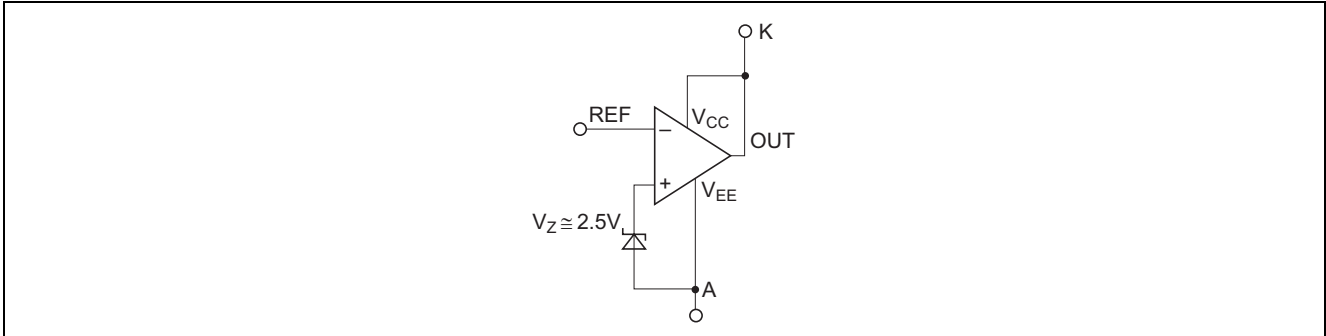 K
REF
−
V_CC
OUT
+
V_EE
V_Z ≅ 2.5V
A